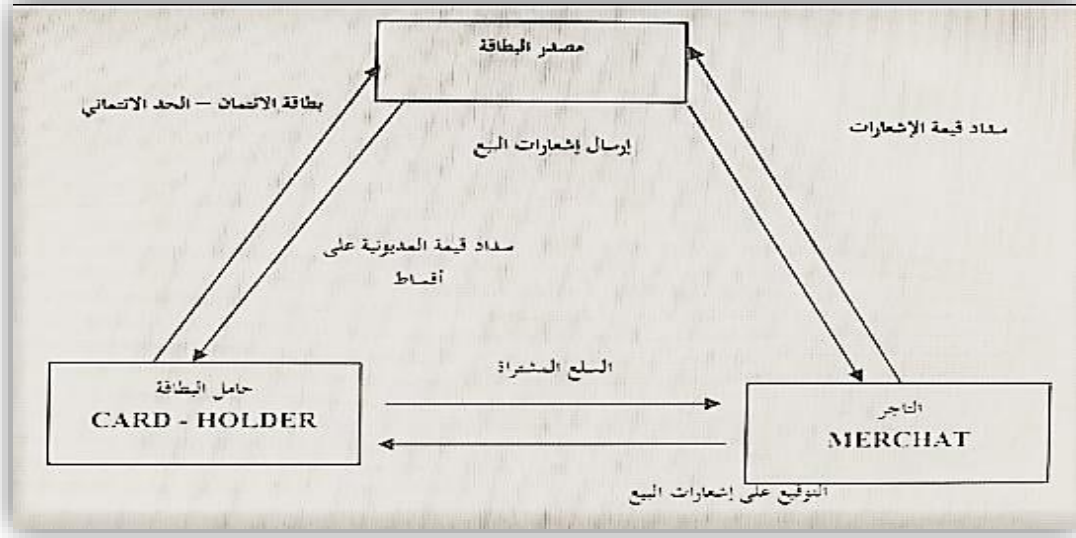 مصدر البطاقة
بطاقة الائتمان – الحد الائتماني
سداد قيمة الإشعارات
إرسال إشعارات البيع
سداد قيمة المديونية على
أقساط
السلع المشتراة
حامل البطاقة
CARD - HOLDER
التاجر
MERCHAT
التوقيع على إشعارات البيع